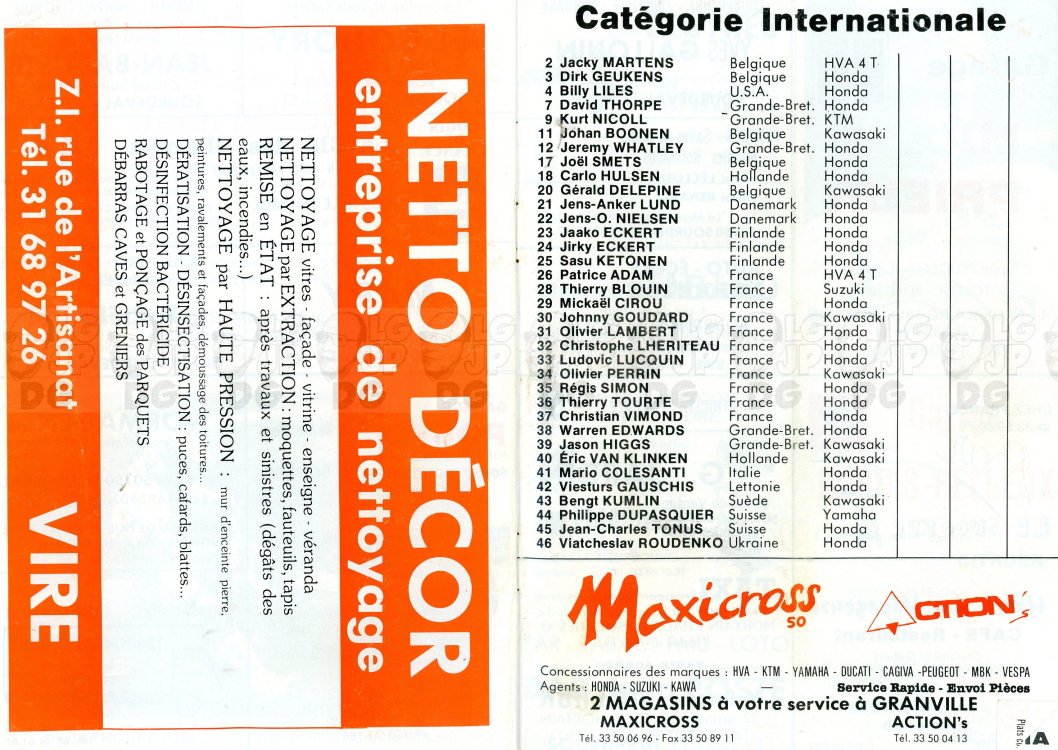 NETTO DÉCOR
entreprise de nettoyage
NETTOYAGE vitres - façade - vitrine - enseigne - véranda
NETTOYAGE par EXTRACTION : moquettes, fauteuils, tapis
REMISE en ÉTAT : après travaux et sinistres (dégâts des
eaux, incendies...)
NETTOYAGE par HAUTE PRESSION : mur d'enceinte pierre,
peintures, ravalements et façades, démoussage des toitures...
DÉRATISATION - DÉSINSECTISATION : puces, cafards, blattes...
DÉSINFECTION BACTÉRICIDE
RABOTAGE et PONÇAGE des PARQUETS
DÉBARRAS CAVES et GRENIERS
Z.I. rue de l'Artisanat
Tél. 31 68 97 26
VIRE
Catégorie Internationale
2 Jacky MARTENS Belgique HVA 4 T
3 Dirk GEUKENS Belgique Honda
4 Billy LILES U.S.A. Honda
7 David THORPE Grande-Bret. Honda
9 Kurt NICOLL Grande-Bret. KTM
11 Johan BOONEN Belgique Kawasaki
12 Jeremy WHATLEY Grande-Bret. Honda
17 Joël SMETS Belgique Honda
18 Carlo HULSEN Hollande Honda
20 Gérald DELEPINE Belgique Kawasaki
21 Jens-Anker LUND Danemark Honda
22 Jens-O. NIELSEN Danemark Honda
23 Jaako ECKERT Finlande Honda
24 Jirky ECKERT Finlande Honda
25 Sasu KETONEN Finlande Honda
26 Patrice ADAM France HVA 4 T
28 Thierry BLOUIN France Suzuki
29 Mickaël CIROU France Honda
30 Johnny GOUDARD France Kawasaki
31 Olivier LAMBERT France Honda
32 Christophe LHERITEAU France Honda
33 Ludovic LUCQUIN France Honda
34 Olivier PERRIN France Kawasaki
35 Régis SIMON France Honda
36 Thierry TOURTE France Honda
37 Christian VIMOND France Honda
38 Warren EDWARDS Grande-Bret. Honda
39 Jason HIGGS Grande-Bret. Kawasaki
40 Éric VAN KLINKEN Hollande Kawasaki
41 Mario COLESANTI Italie Honda
42 Viesturs GAUSCHIS Lettonie Honda
43 Bengt KUMLIN Suède Kawasaki
44 Philippe DUPASQUIER Suisse Yamaha
45 Jean-Charles TONUS Suisse Honda
46 Viatcheslav ROUDENKO Ukraine Honda
Maxicross 50
ACTION's
Concessionnaires des marques : HVA - KTM - YAMAHA - DUCATI - CAGIVA - PEUGEOT - MBK - VESPA
Agents : HONDA - SUZUKI - KAWA — Service Rapide - Envoi Pièces
2 MAGASINS à votre service à GRANVILLE
MAXICROSS ACTION's
Tél. 33 50 06 96 - Fax 33 50 89 11 Tél. 33 50 04 13